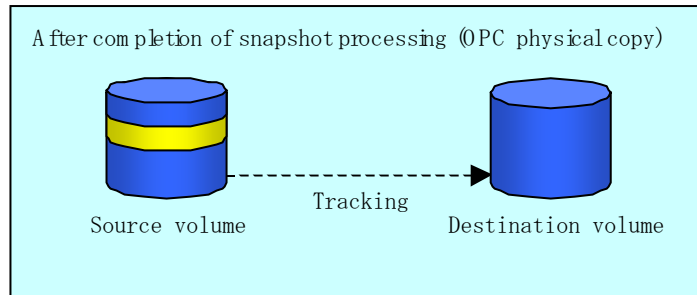 After completion of snapshot processing (OPC physical copy)
Tracking
Source volume
Destination volume